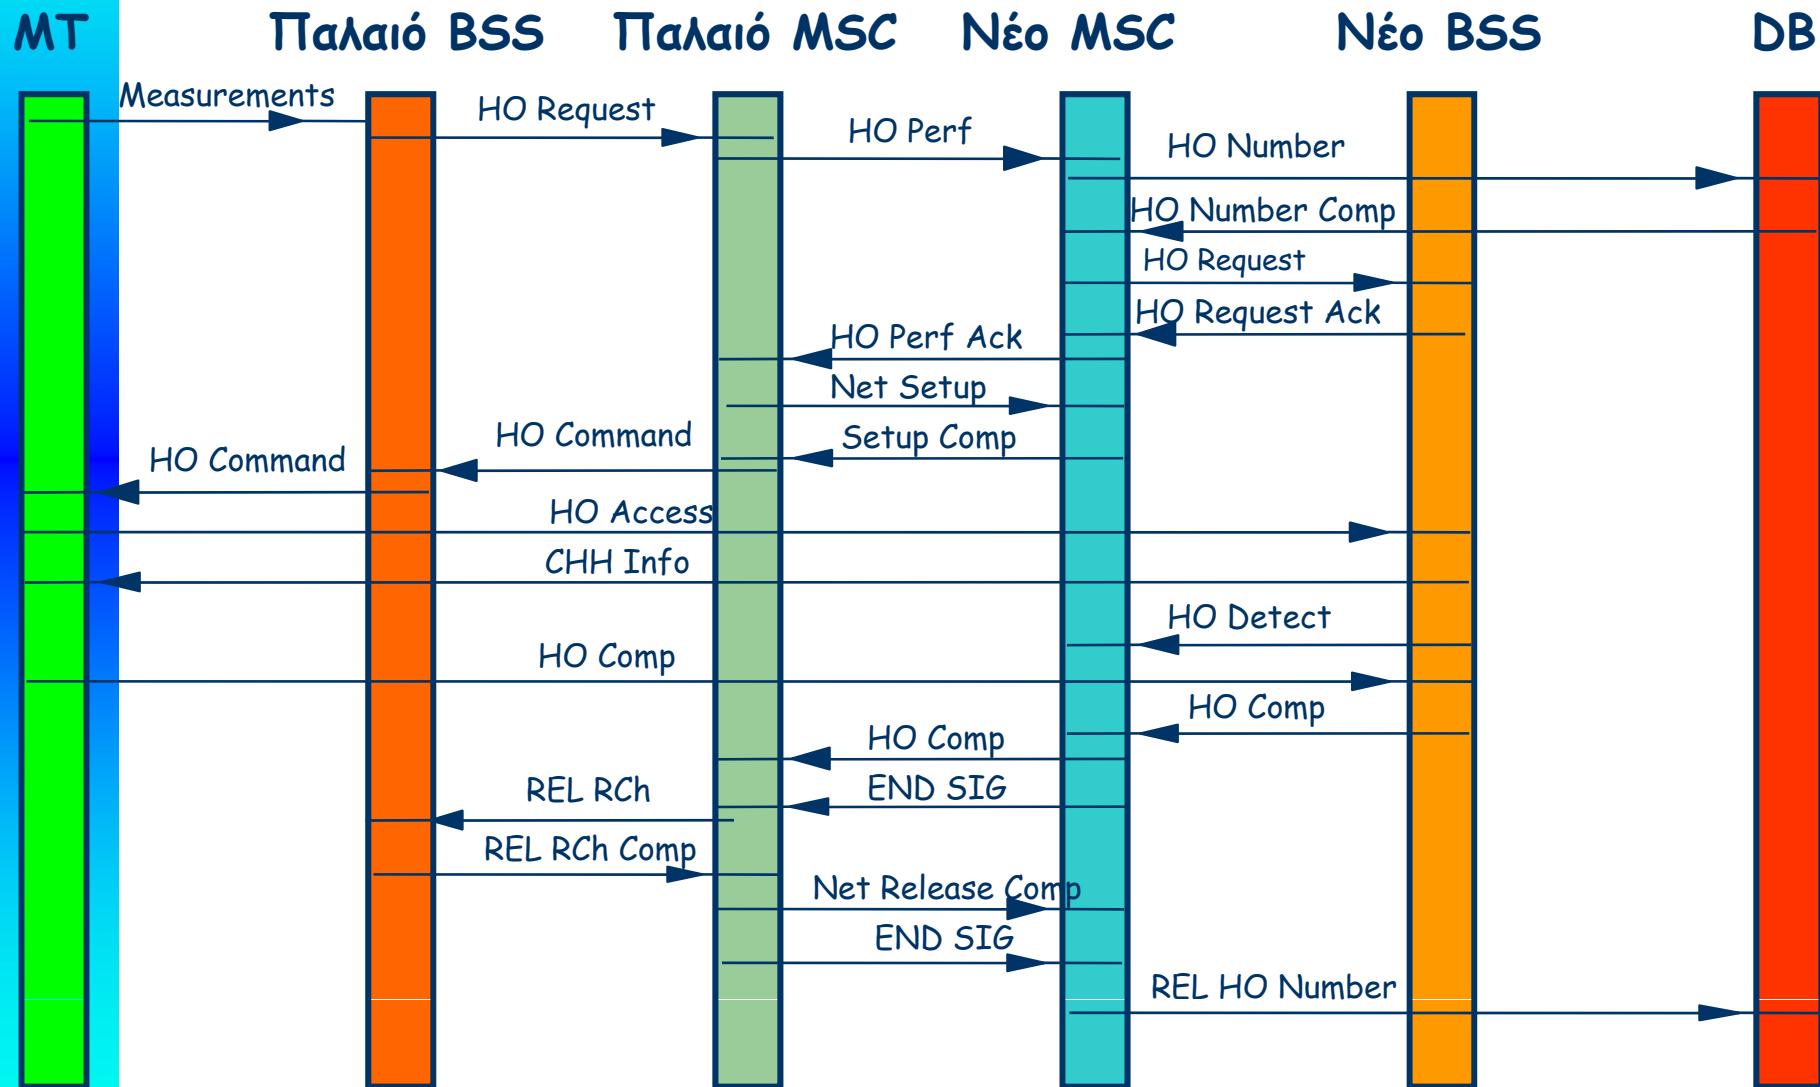 MT Παλαιό BSS Παλαιό MSC Νέο MSC Νέο BSS DB
Measurements
HO Request
HO Perf
HO Number
HO Number Comp
HO Request
HO Request Ack
HO Perf Ack
Net Setup
Setup Comp
HO Command
HO Command
HO Access
CHH Info
HO Detect
HO Comp
HO Comp
HO Comp
END SIG
REL RCh
REL RCh Comp
Net Release Comp
END SIG
REL HO Number